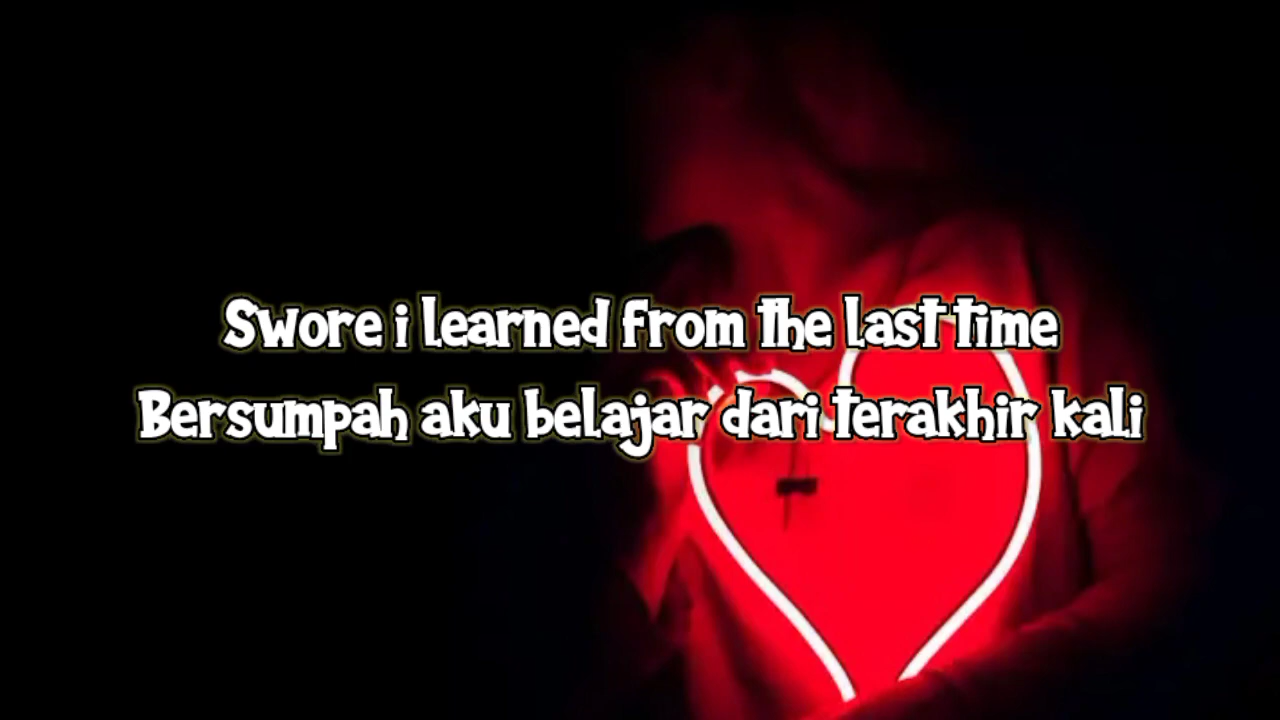 Swore i learned from the last time
Bersumpah aku belajar dari terakhir kali